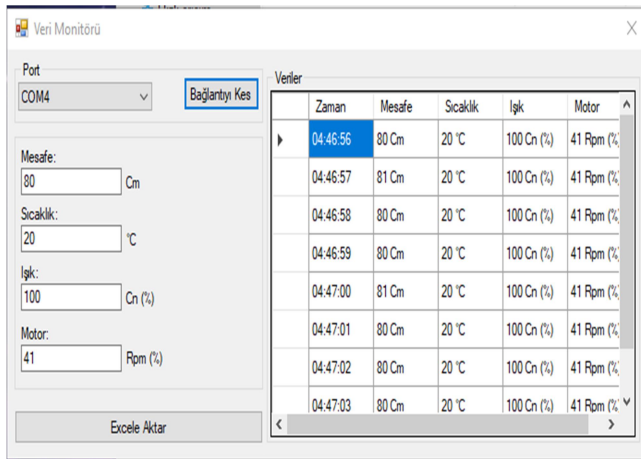 Veri Monitörü
Port
COM4
Bağlantıyı Kes
Mesafe:
80 Cm
Sıcaklık:
20 °C
Işık:
100 Cn (%)
Motor:
41 Rpm (%)
Excele Aktar
Veriler
Zaman Mesafe Sıcaklık Işık Motor
04:46:56 80 Cm 20 °C 100 Cn (%) 41 Rpm (%
04:46:57 81 Cm 20 °C 100 Cn (%) 41 Rpm (%
04:46:58 80 Cm 20 °C 100 Cn (%) 41 Rpm (%
04:46:59 80 Cm 20 °C 100 Cn (%) 41 Rpm (%
04:47:00 81 Cm 20 °C 100 Cn (%) 41 Rpm (%
04:47:01 80 Cm 20 °C 100 Cn (%) 41 Rpm (%
04:47:02 80 Cm 20 °C 100 Cn (%) 41 Rpm (%
04:47:03 80 Cm 20 °C 100 Cn (%) 41 Rpm (%